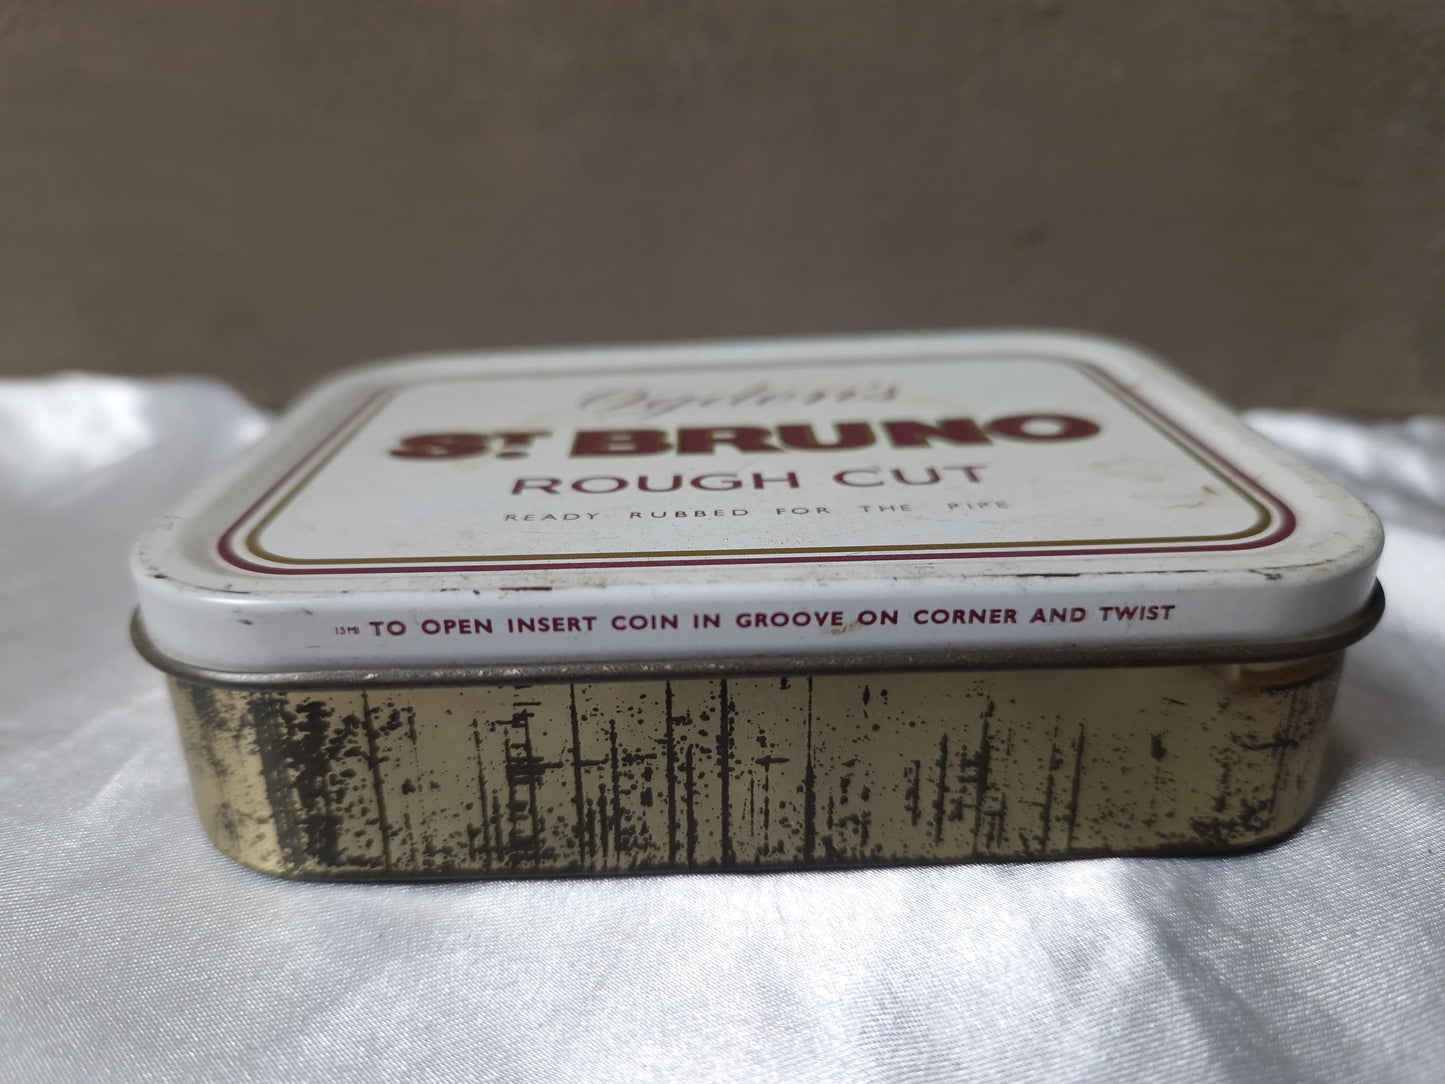 Ogden's
ST. BRUNO
ROUGH CUT
READY RUBBED FOR THE PIPE
13MB TO OPEN INSERT COIN IN GROOVE ON CORNER AND TWIST